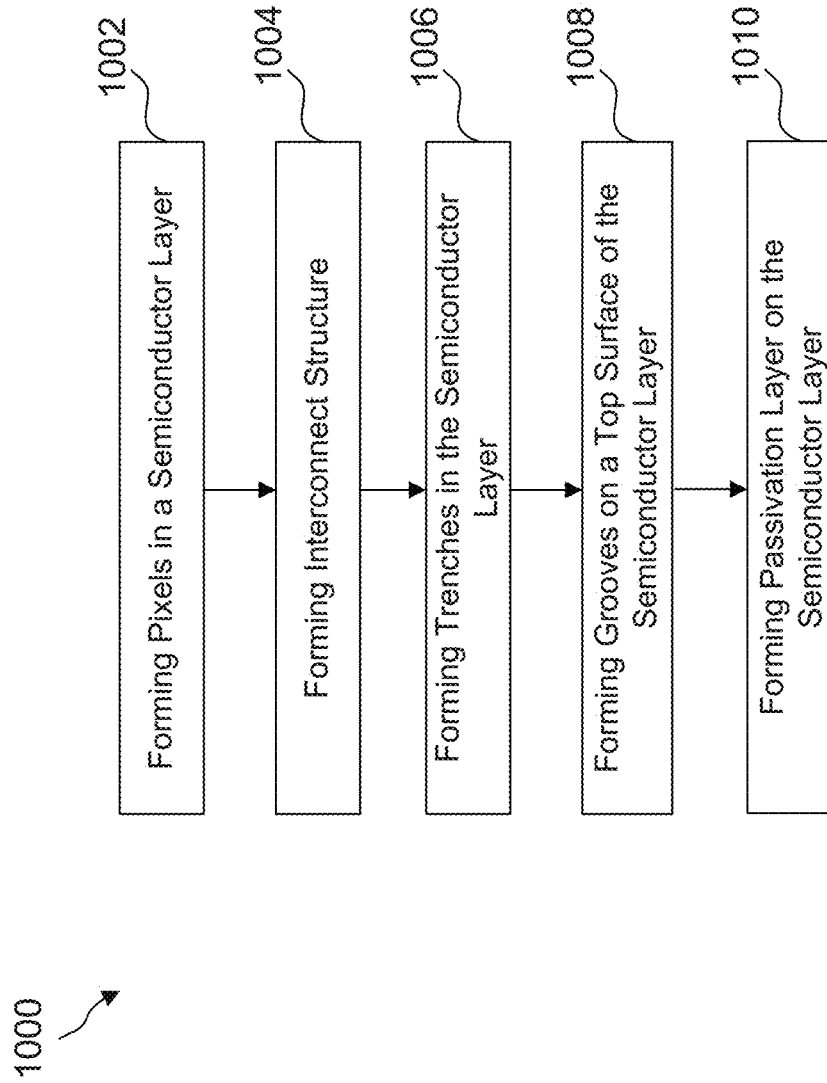 1000
Forming Pixels in a Semiconductor Layer
1002
Forming Interconnect Structure
1004
Forming Trenches in the Semiconductor
Layer
1006
Forming Grooves on a Top Surface of the
Semiconductor Layer
1008
Forming Passivation Layer on the
Semiconductor Layer
1010